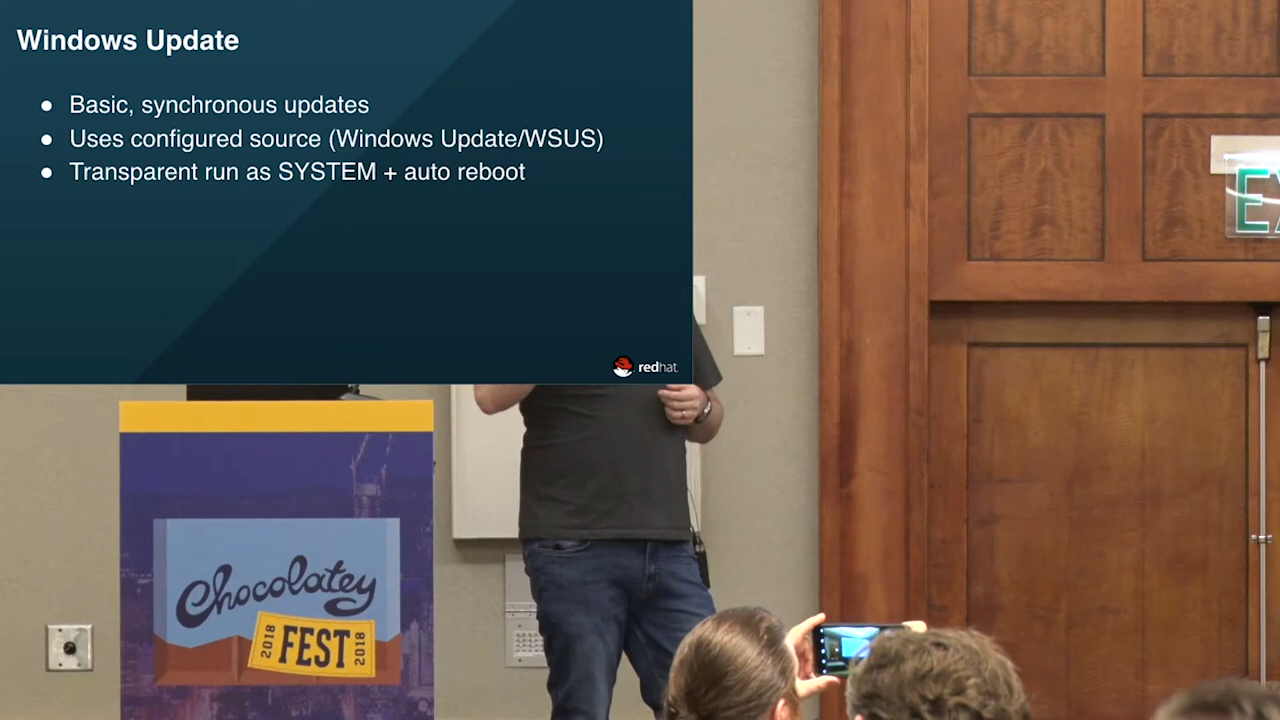 Windows Update
● Basic, synchronous updates
● Uses configured source (Windows Update/WSUS)
● Transparent run as SYSTEM + auto reboot
redhat.
Chocolatey
2018 FEST 2018